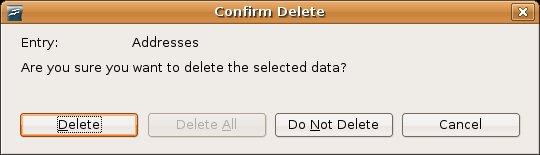 Confirm Delete
Entry: Addresses
Are you sure you want to delete the selected data?
Delete Delete All Do Not Delete Cancel